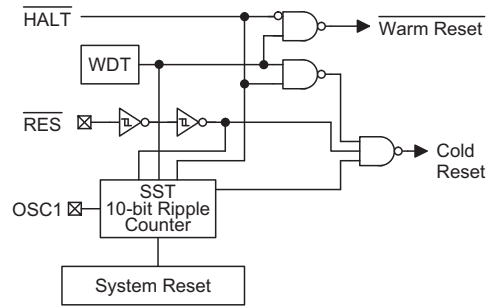 HALT
Warm Reset
WDT
RES
Cold
Reset
SST
10-bit Ripple
Counter
OSC1
System Reset